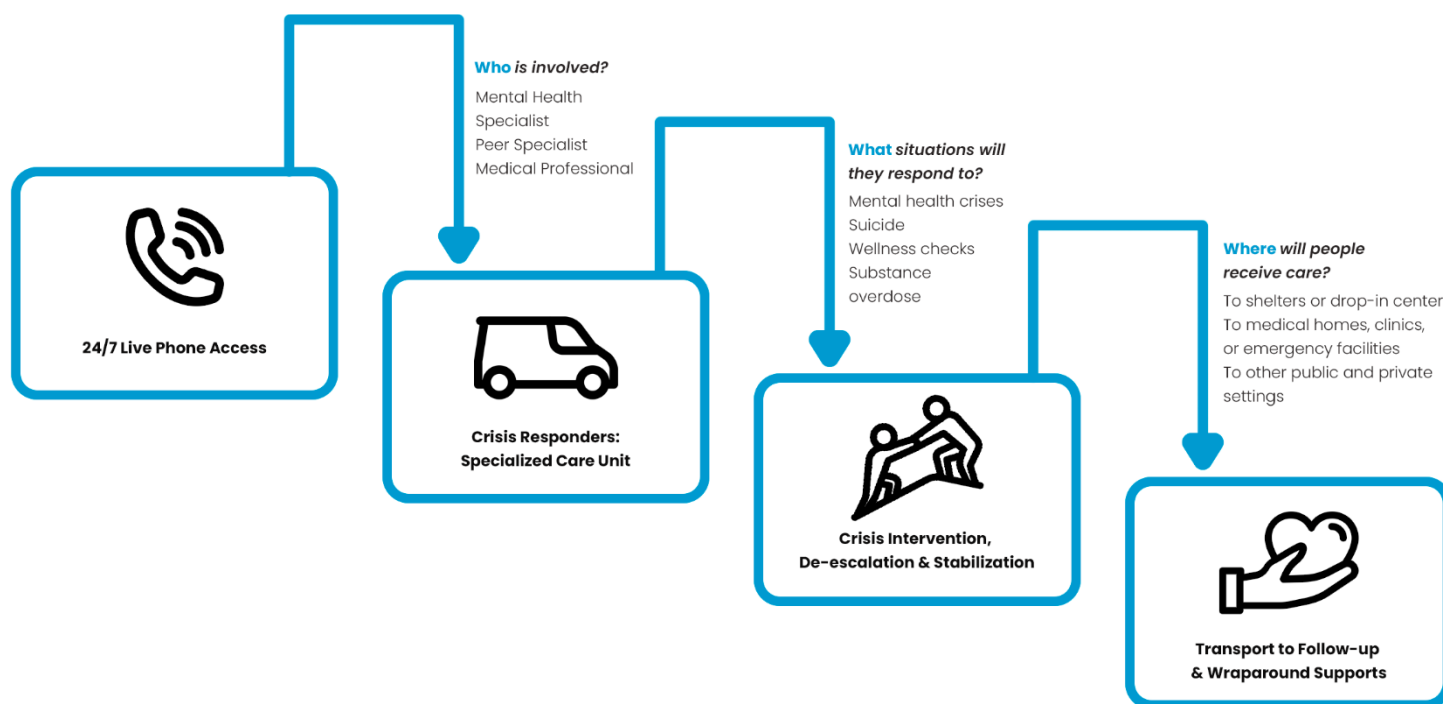 24/7 Live Phone Access
Who is involved?
Mental Health
Specialist
Peer Specialist
Medical Professional
Crisis Responders:
Specialized Care Unit
What situations will
they respond to?
Mental health crises
Suicide
Wellness checks
Substance
overdose
Crisis Intervention,
De-escalation & Stabilization
Where will people
receive care?
To shelters or drop-in center
To medical homes, clinics,
or emergency facilities
To other public and private
settings
Transport to Follow-up
& Wraparound Supports